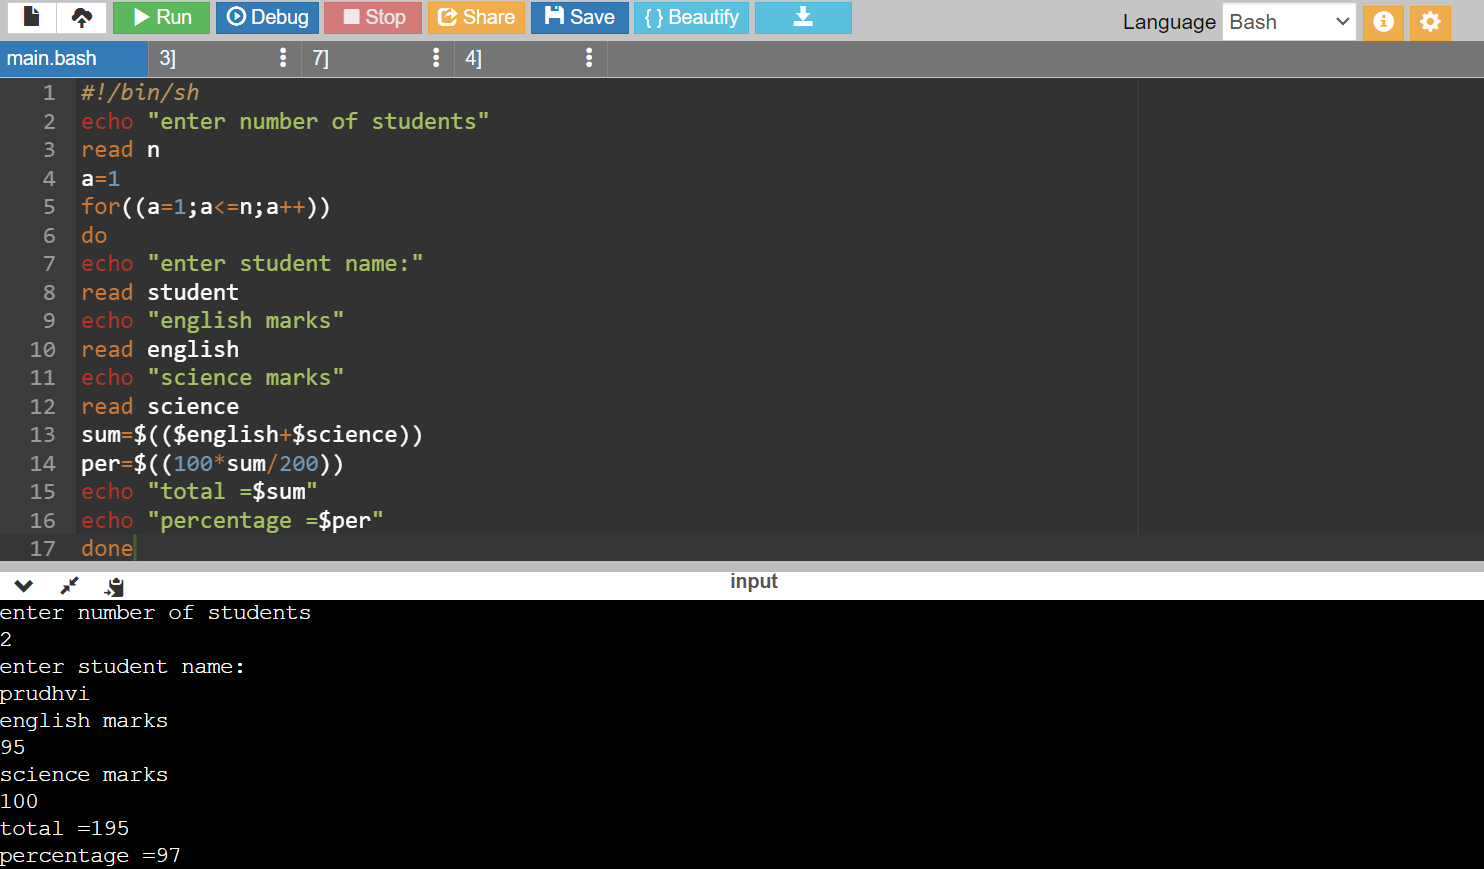 Run Debug Stop Share Save { } Beautify Language Bash
main.bash 3] 7] 4]
1 #!/bin/sh
2 echo "enter number of students"
3 read n
4 a=1
5 for((a=1;a<=n;a++))
6 do
7 echo "enter student name:"
8 read student
9 echo "english marks"
10 read english
11 echo "science marks"
12 read science
13 sum=$(($english+$science))
14 per=$((100*sum/200))
15 echo "total =$sum"
16 echo "percentage =$per"
17 done
input
enter number of students
2
enter student name:
prudhvi
english marks
95
science marks
100
total =195
percentage =97